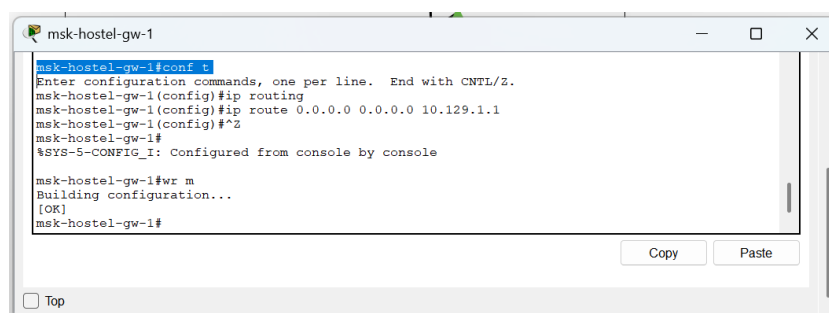 msk-hostel-gw-1
msk-hostel-gw-1#conf t
Enter configuration commands, one per line.  End with CNTL/Z.
msk-hostel-gw-1(config)#ip routing
msk-hostel-gw-1(config)#ip route 0.0.0.0 0.0.0.0 10.129.1.1
msk-hostel-gw-1(config)#^Z
msk-hostel-gw-1#
%SYS-5-CONFIG_I: Configured from console by console
msk-hostel-gw-1#wr m
Building configuration...
[OK]
msk-hostel-gw-1#
Copy Paste
Top